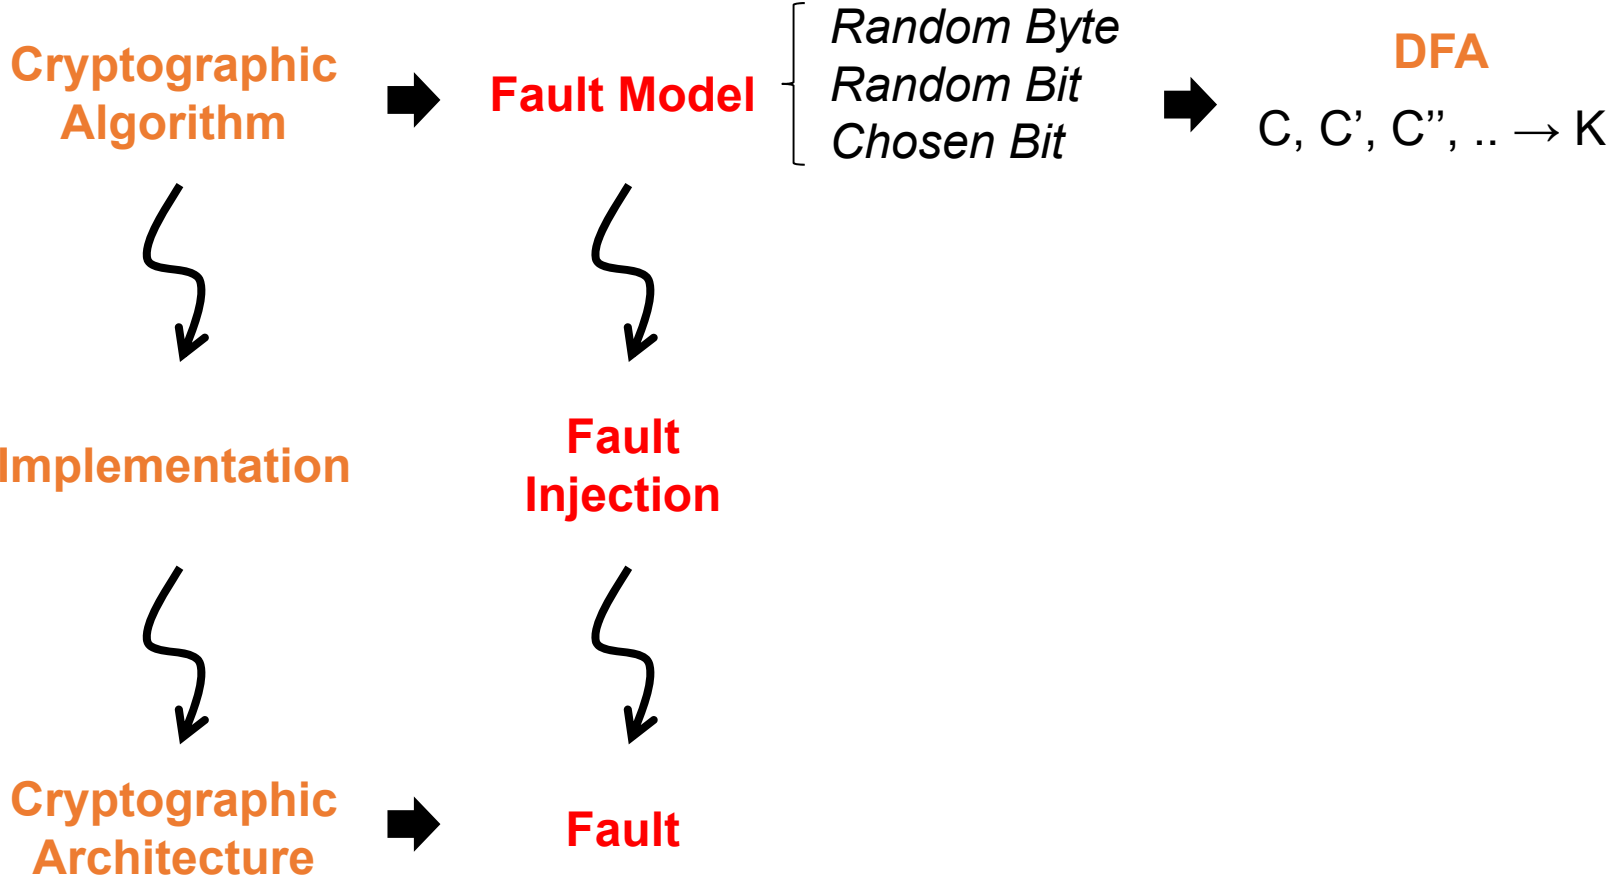 Cryptographic
Algorithm
Fault Model
Random Byte
Random Bit
Chosen Bit
DFA
C, C’, C’’, .. → K
Implementation
Fault
Injection
Cryptographic
Architecture
Fault